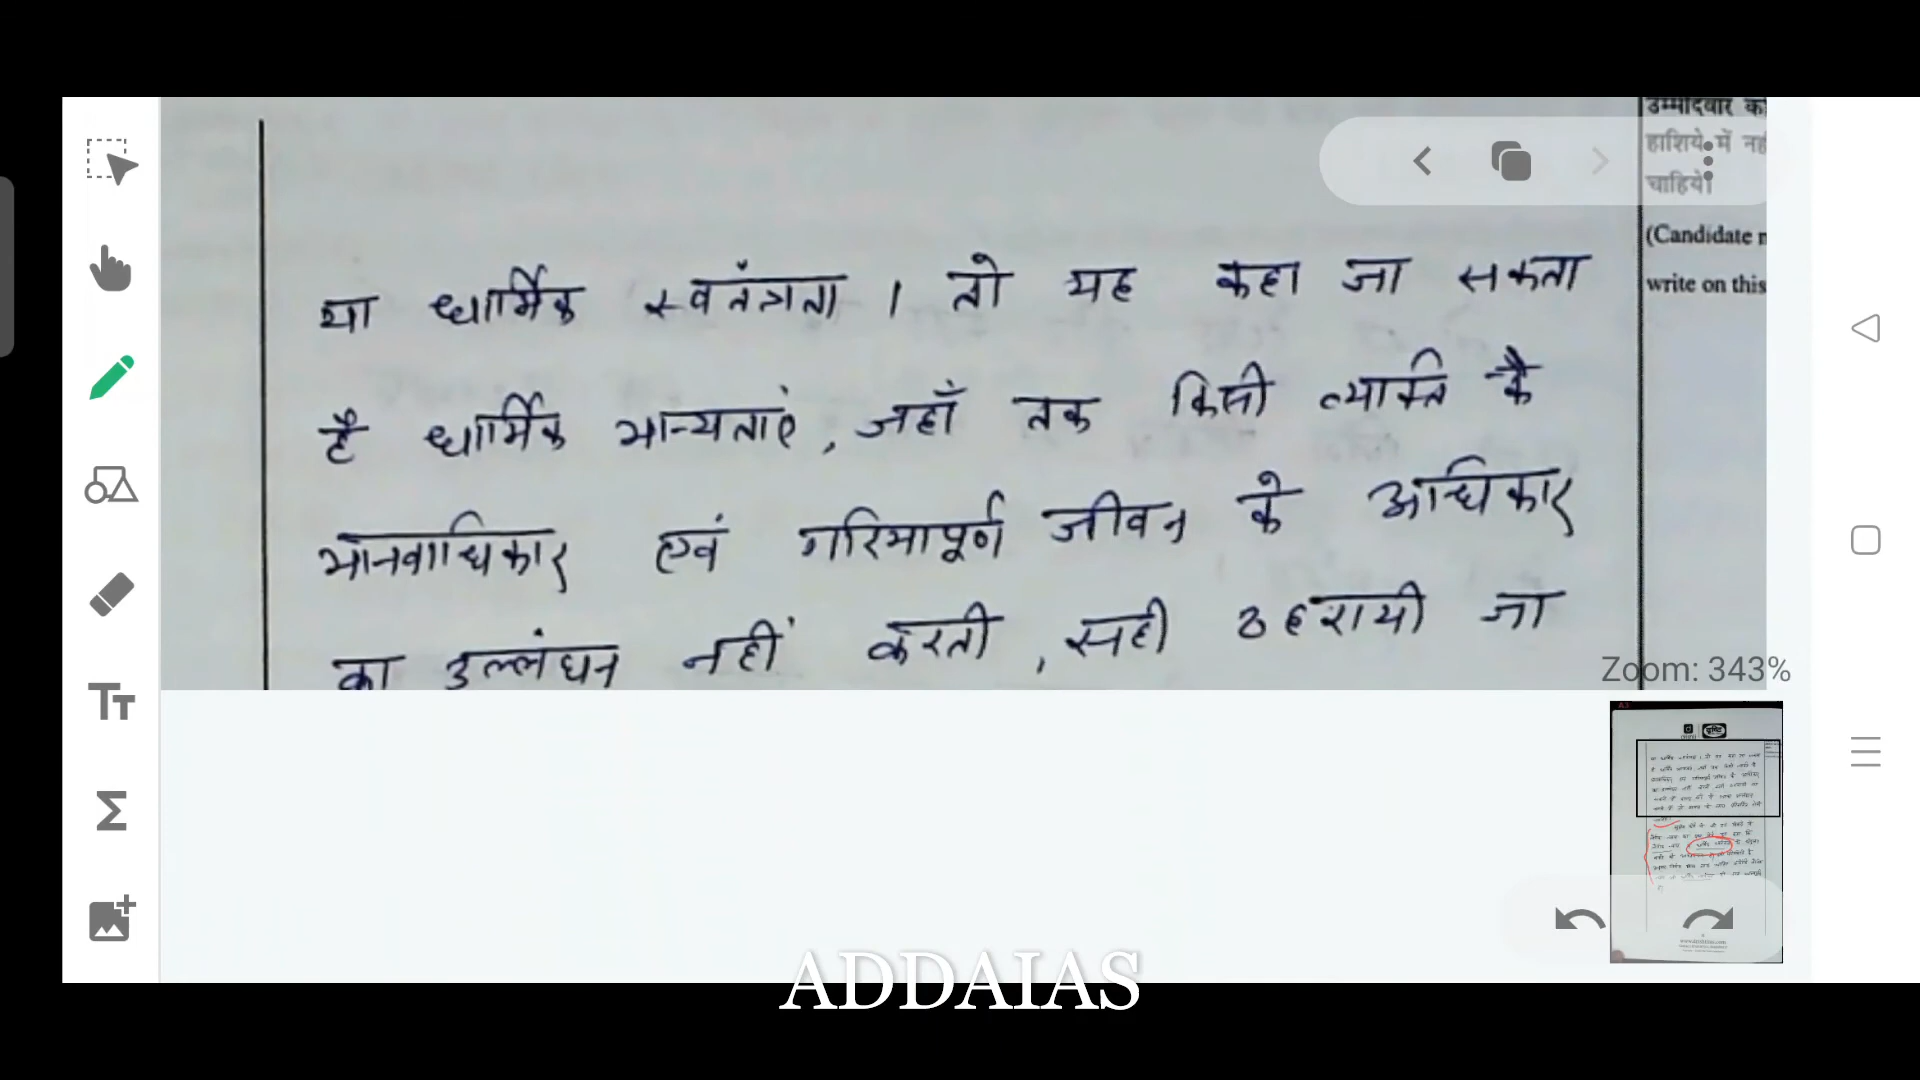 उम्मीदवार को
हाशिये में नहीं
चाहिये।
(Candidate
write on this
या धार्मिक स्वतंत्रता । तो यह कहा जा सकता
है धार्मिक मान्यताएं, जहाँ तक किसी व्यक्ति के
मानवाधिकार एवं गरिमापूर्ण जीवन के अधिकार
का उल्लंघन नहीं करती, सही ठहरायी जा
Zoom: 343%
ADDAIAS